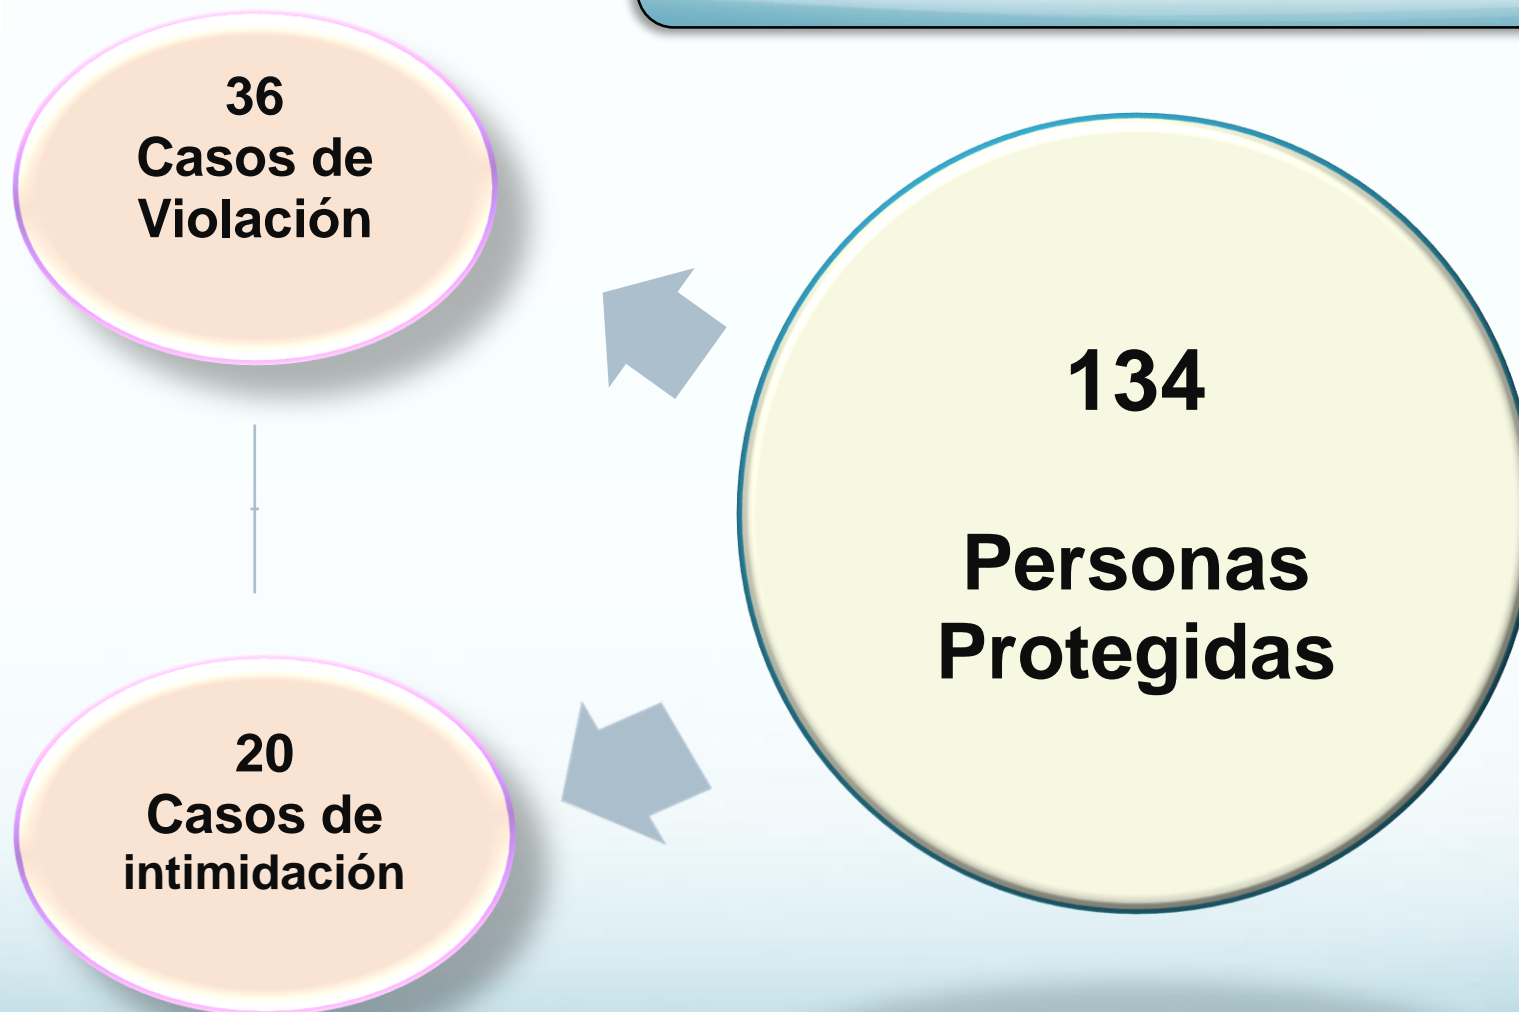 36
Casos de
Violación
134
Personas
Protegidas
20
Casos de
intimidación